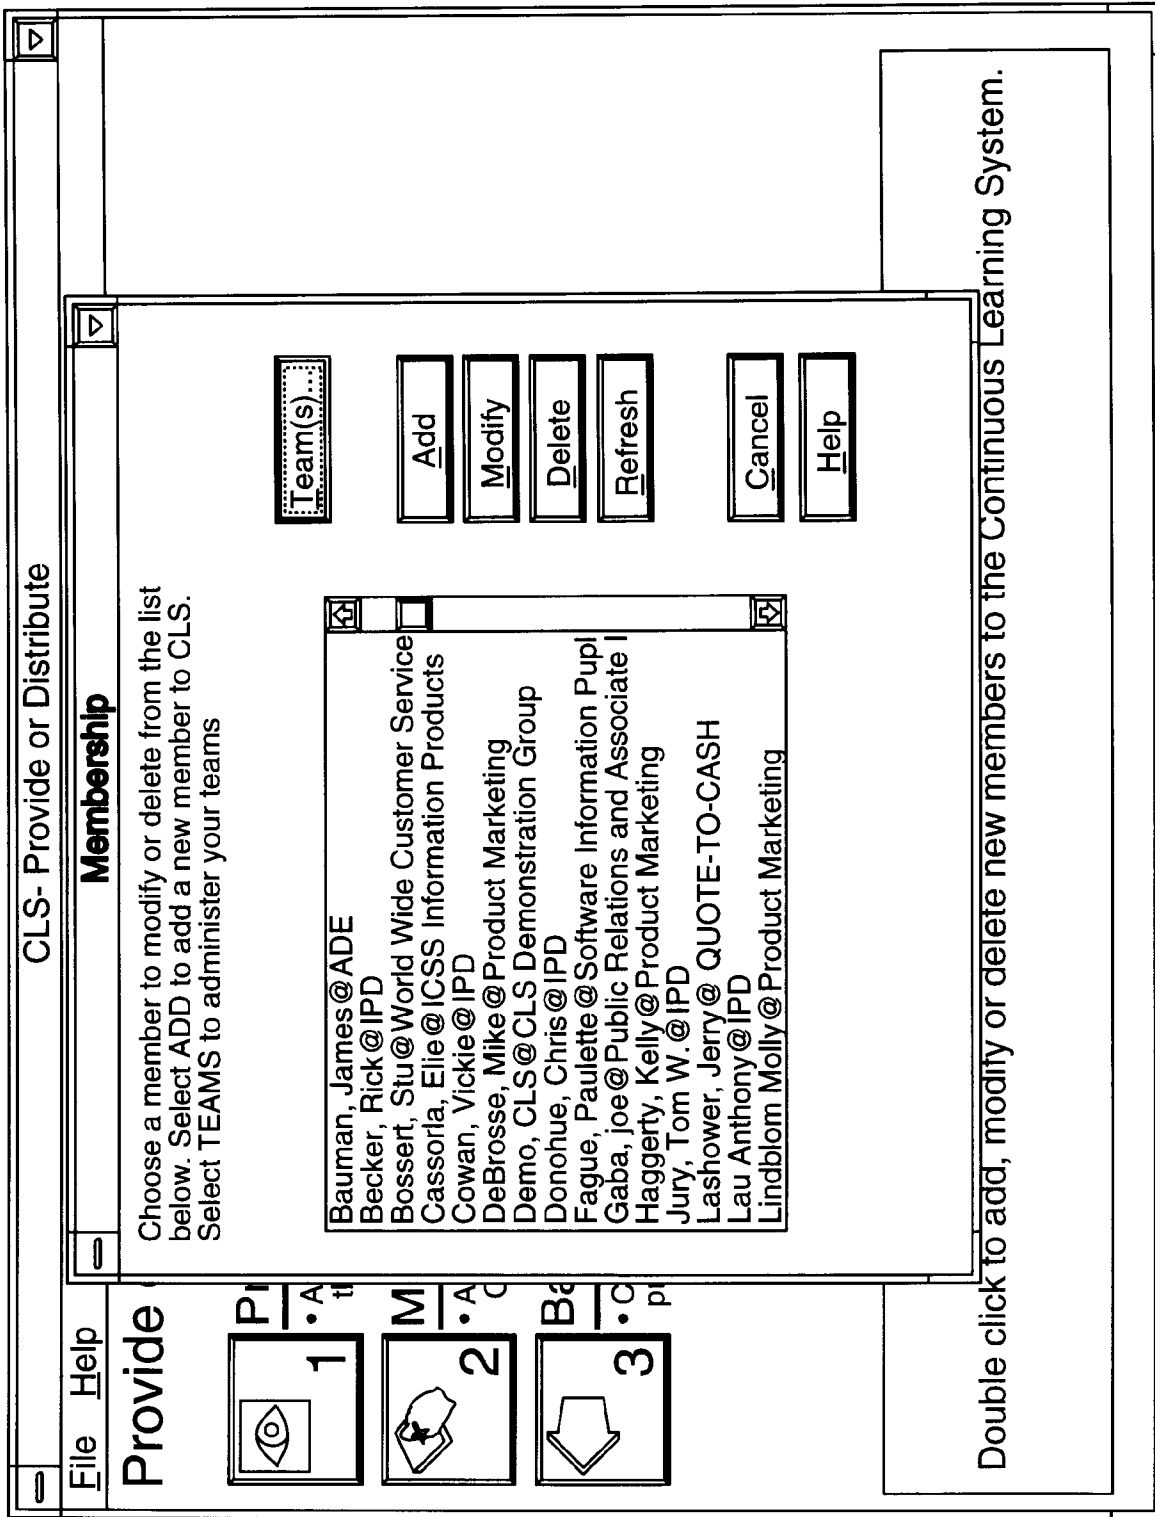 CLS- Provide or Distribute
File Help
Provide
Membership
Choose a member to modify or delete from the list
below. Select ADD to add a new member to CLS.
Select TEAMS to administer your teams
Team(s)...
Bauman, James@ADE
Becker, Rick@IPD
Bossert, Stu@World Wide Customer Service
Cassorla, Elie@ICSS Information Products
Cowan, Vickie@IPD
DeBrosse, Mike@Product Marketing
Demo, CLS@CLS Demonstration Group
Donohue, Chris@IPD
Fague, Paulette@Software Information Publ
Gaba, joe@Public Relations and Associate I
Haggerty, Kelly@Product Marketing
Jury, Tom W.@IPD
Lashower, Jerry@ QUOTE-TO-CASH
Lau Anthony@IPD
Lindblom Molly@Product Marketing
Add
Modify
Delete
Refresh
Cancel
Help
1
Pr
• A
2
M
• A
3
Ba
• C
Double click to add, modify or delete new members to the Continuous Learning System.